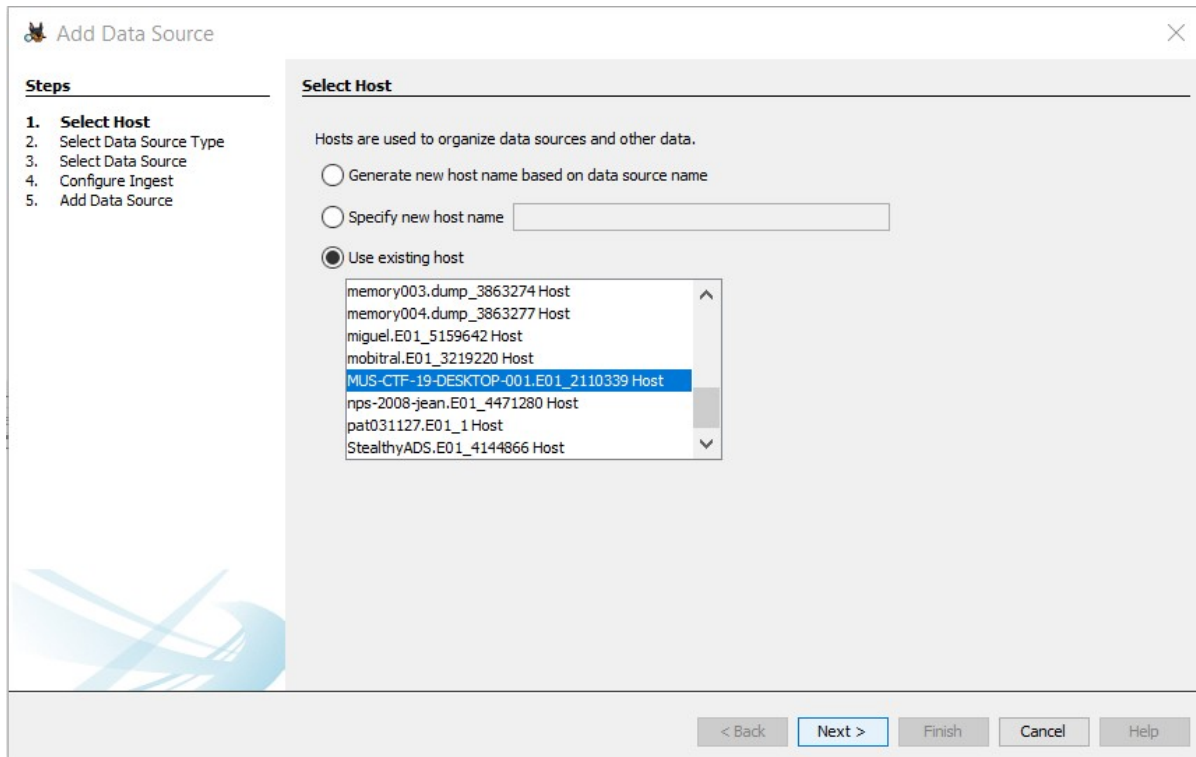 Add Data Source
Steps
1. Select Host
2. Select Data Source Type
3. Select Data Source
4. Configure Ingest
5. Add Data Source
Select Host
Hosts are used to organize data sources and other data.
Generate new host name based on data source name
Specify new host name
Use existing host
memory003.dump_3863274 Host
memory004.dump_3863277 Host
miguel.E01_5159642 Host
mobitral.E01_3219220 Host
MUS-CTF-19-DESKTOP-001.E01_2110339 Host
nps-2008-jean.E01_4471280 Host
pat031127.E01_1 Host
StealthyADS.E01_4144866 Host
< Back Next > Finish Cancel Help